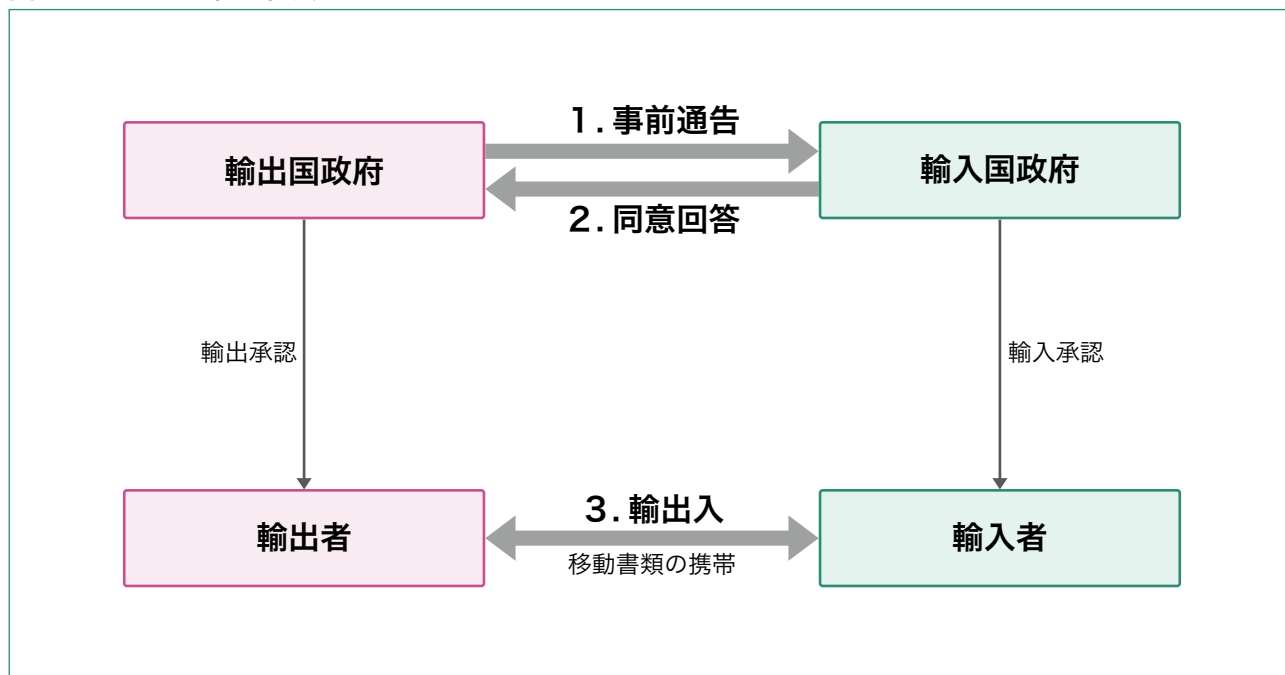 1.事前通告
輸出国政府
輸入国政府
2.同意回答
輸出承認
輸入承認
3.輸出入
輸出者
輸入者
移動書類の携帯